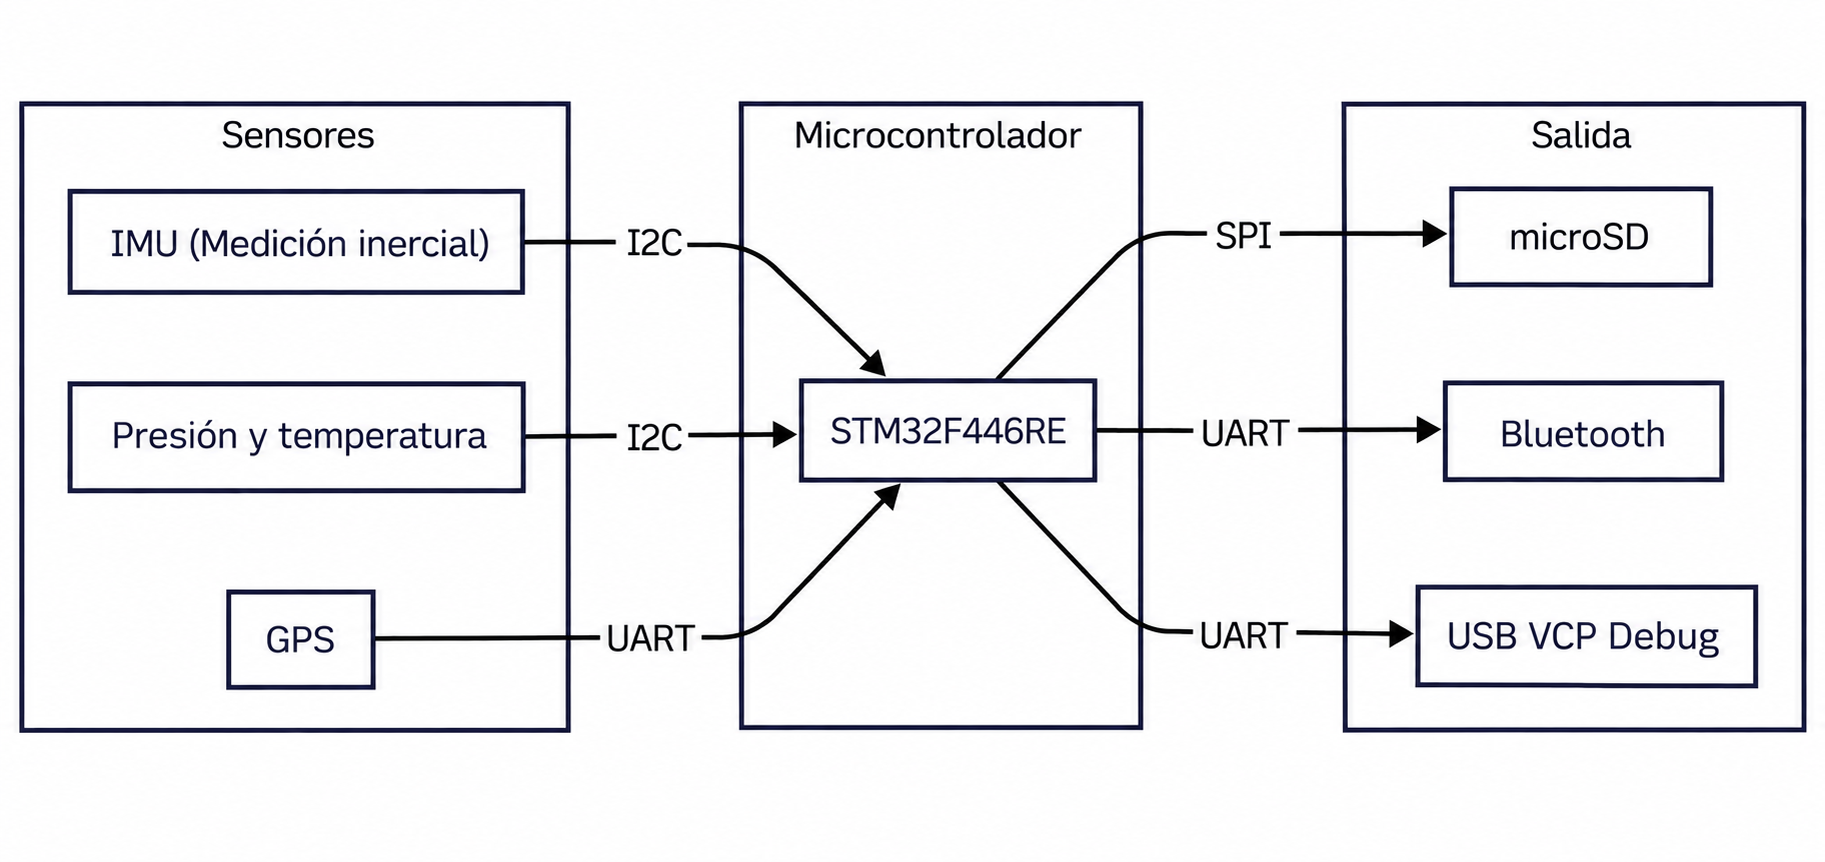 Sensores
IMU (Medición inercial)
I2C
Presión y temperatura
I2C
GPS
UART
Microcontrolador
STM32F446RE
SPI
UART
UART
Salida
microSD
Bluetooth
USB VCP Debug